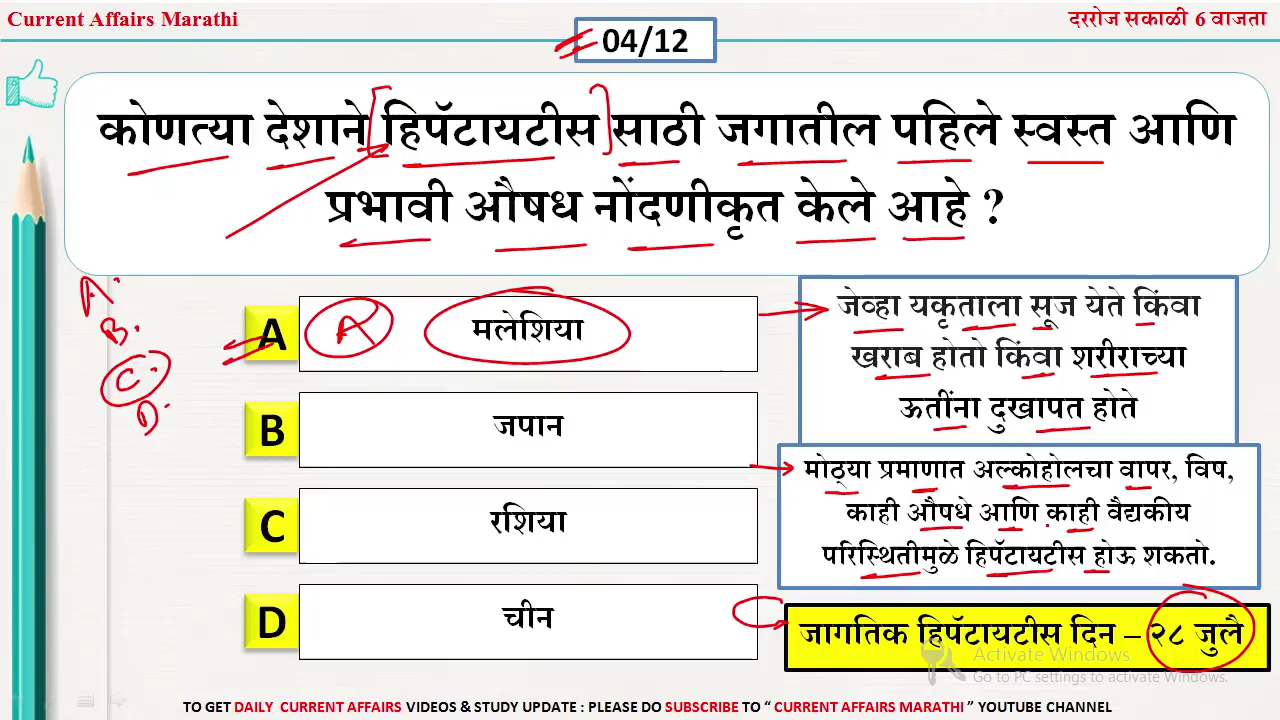 Current Affairs Marathi
दररोज सकाळी 6 वाजता
04/12
कोणत्या देशाने हिपॅटायटीस साठी जगातील पहिले स्वस्त आणि
प्रभावी औषध नोंदणीकृत केले आहे ?
A.
B.
C.
D.
A
A
मलेशिया
B
जपान
C
रशिया
D
चीन
जेव्हा यकृताला सूज येते किंवा
खराब होतो किंवा शरीराच्या
ऊतींना दुखापत होते
मोठ्या प्रमाणात अल्कोहोलचा वापर, विष,
काही औषधे आणि काही वैद्यकीय
परिस्थितीमुळे हिपॅटायटीस होऊ शकतो.
जागतिक हिपॅटायटीस दिन – २८ जुलै
Activate Windows
Go to PC settings to activate Windows.
TO GET DAILY CURRENT AFFAIRS VIDEOS & STUDY UPDATE : PLEASE DO SUBSCRIBE TO “ CURRENT AFFAIRS MARATHI ” YOUTUBE CHANNEL